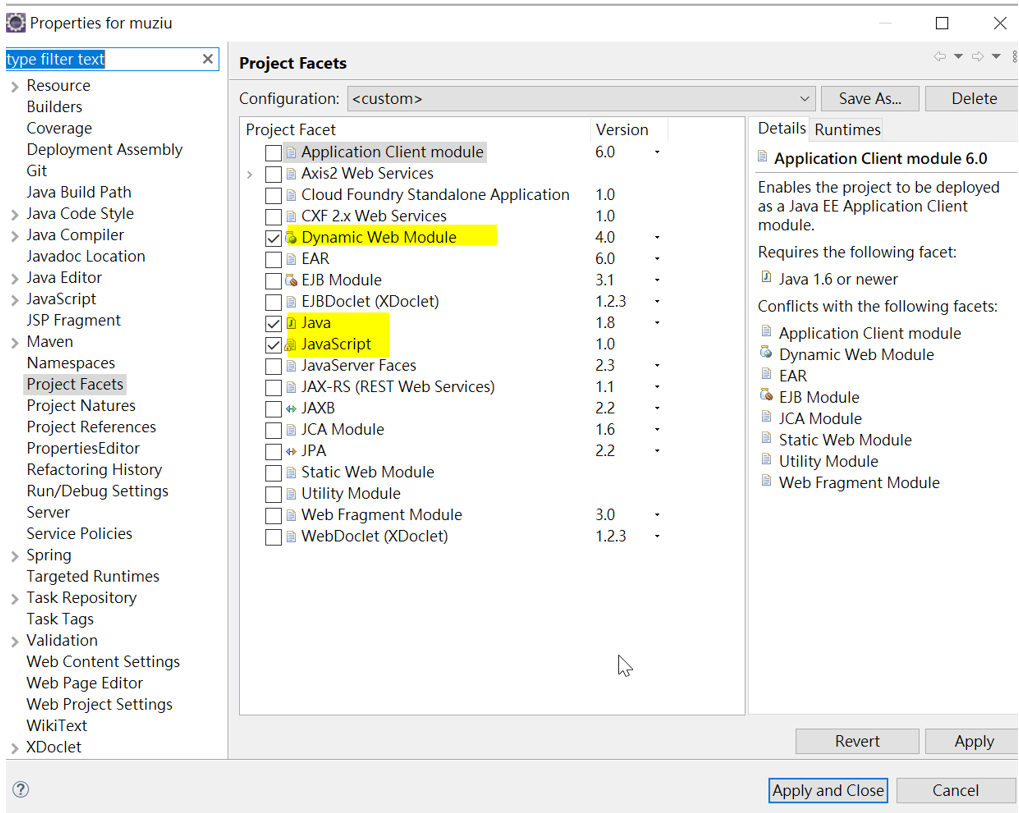 Properties for muziu
type filter text
Resource
Builders
Coverage
Deployment Assembly
Git
Java Build Path
Java Code Style
Java Compiler
Javadoc Location
Java Editor
JavaScript
JSP Fragment
Maven
Namespaces
Project Facets
Project Natures
Project References
PropertiesEditor
Refactoring History
Run/Debug Settings
Server
Service Policies
Spring
Targeted Runtimes
Task Repository
Task Tags
Validation
Web Content Settings
Web Page Editor
Web Project Settings
WikiText
XDoclet
Project Facets
Configuration: <custom> Save As... Delete
Project Facet Version
Application Client module 6.0
Axis2 Web Services
Cloud Foundry Standalone Application 1.0
CXF 2.x Web Services 1.0
Dynamic Web Module 4.0
EAR 6.0
EJB Module 3.1
EJBDoclet (XDoclet) 1.2.3
Java 1.8
JavaScript 1.0
JavaServer Faces 2.3
JAX-RS (REST Web Services) 1.1
JAXB 2.2
JCA Module 1.6
JPA 2.2
Static Web Module
Utility Module
Web Fragment Module 3.0
WebDoclet (XDoclet) 1.2.3
Details Runtimes
Application Client module 6.0
Enables the project to be deployed
as a Java EE Application Client
module.
Requires the following facet:
Java 1.6 or newer
Conflicts with the following facets:
Application Client module
Dynamic Web Module
EAR
EJB Module
JCA Module
Static Web Module
Utility Module
Web Fragment Module
Revert Apply
Apply and Close Cancel